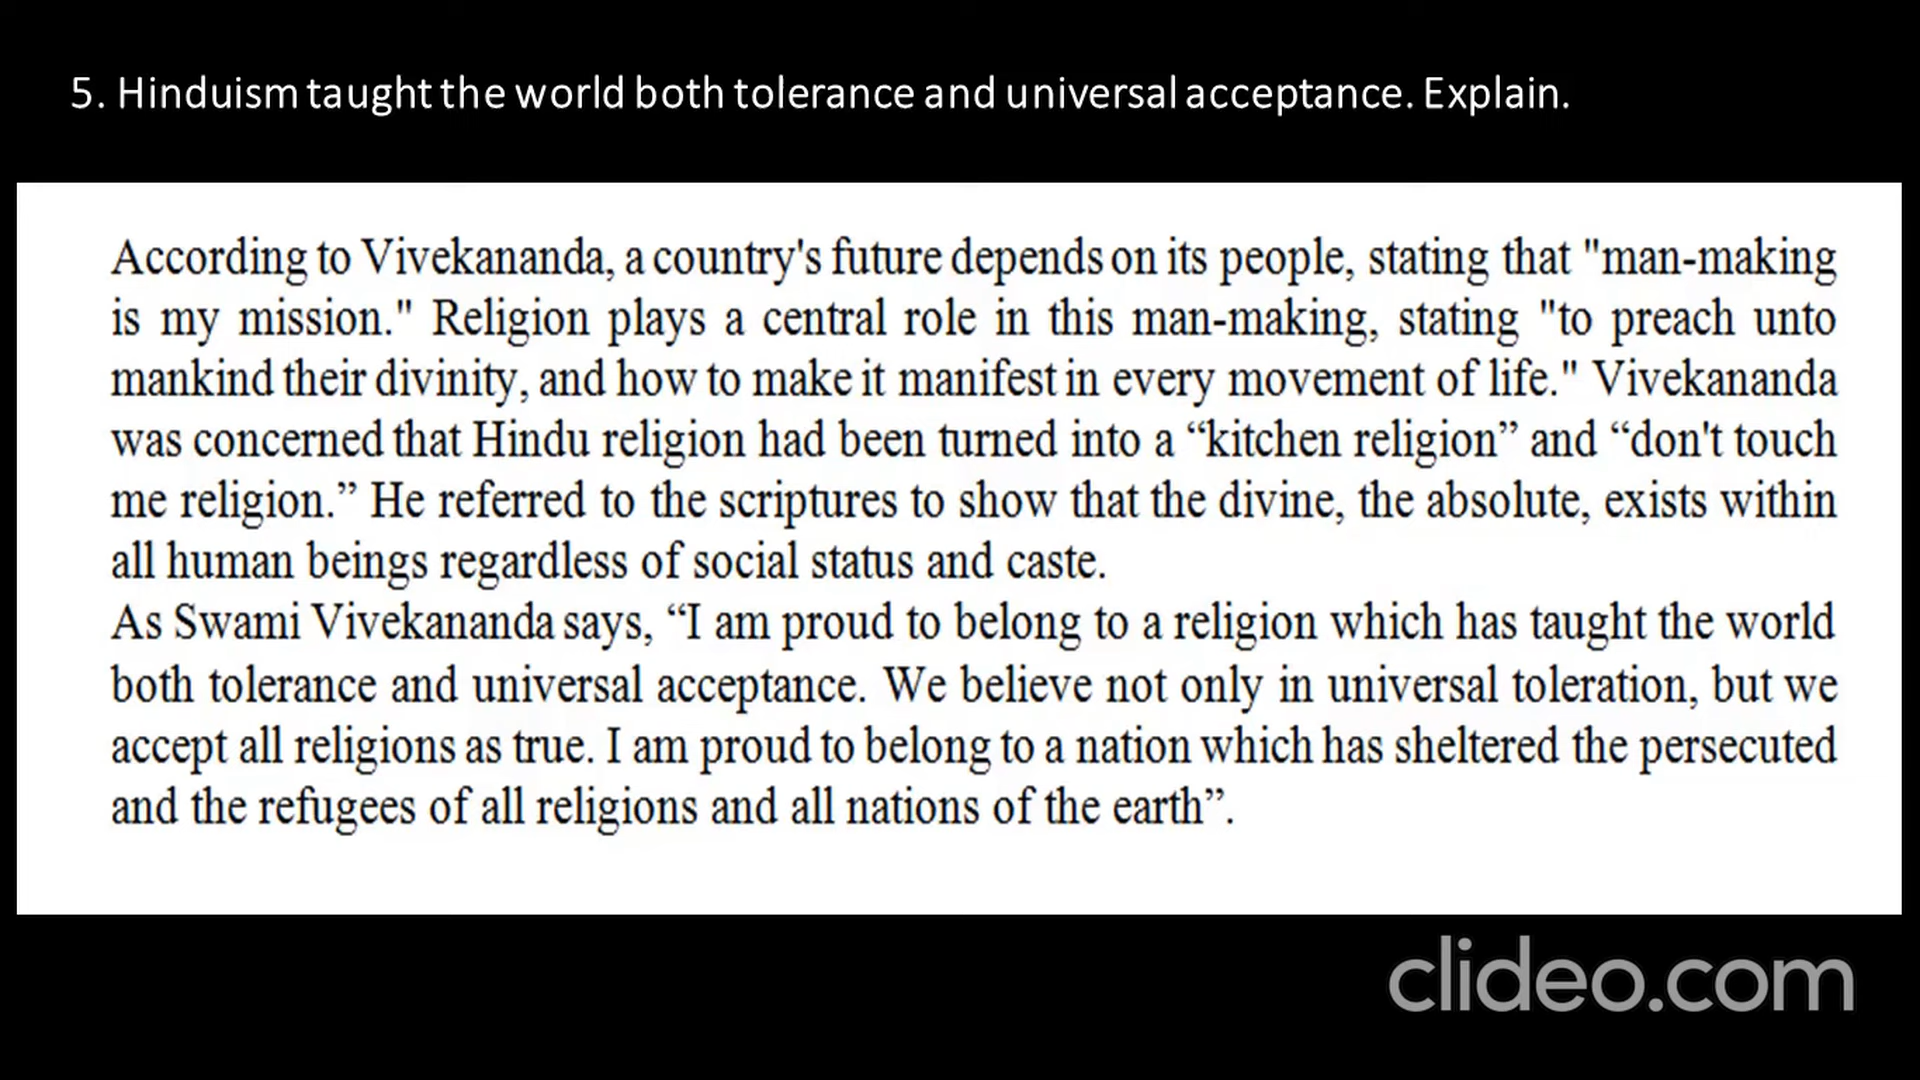 5. Hinduism taught the world both tolerance and universal acceptance. Explain.
According to Vivekananda, a country's future depends on its people, stating that "man-making
is my mission." Religion plays a central role in this man-making, stating "to preach unto
mankind their divinity, and how to make it manifest in every movement of life." Vivekananda
was concerned that Hindu religion had been turned into a “kitchen religion” and “don't touch
me religion.” He referred to the scriptures to show that the divine, the absolute, exists within
all human beings regardless of social status and caste.
As Swami Vivekananda says, “I am proud to belong to a religion which has taught the world
both tolerance and universal acceptance. We believe not only in universal toleration, but we
accept all religions as true. I am proud to belong to a nation which has sheltered the persecuted
and the refugees of all religions and all nations of the earth”.
clideo.com